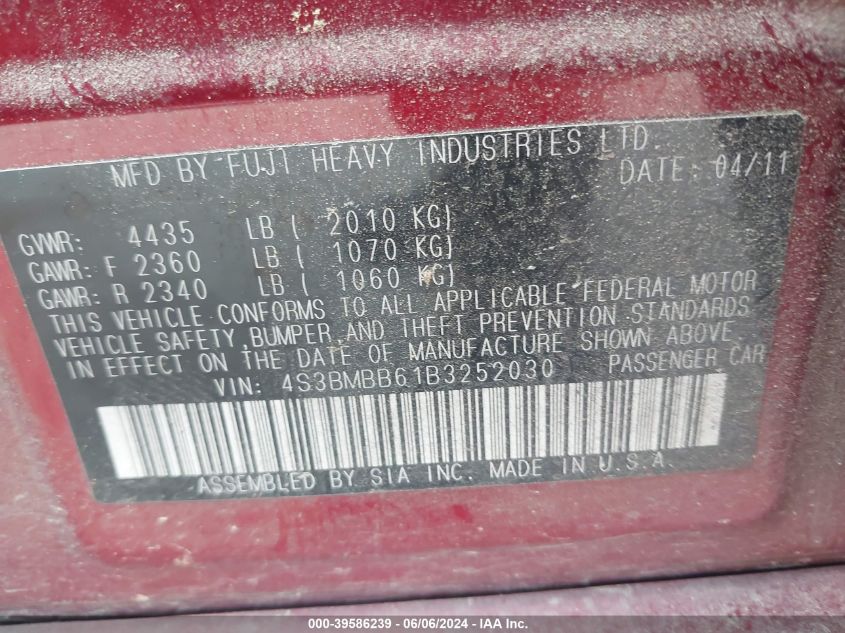 MFD BY FUJI HEAVY INDUSTRIES LTD.
DATE: 04/11
GVWR: 4435 LB ( 2010 KG)
GAWR: F 2360 LB ( 1070 KG)
GAWR: R 2340 LB ( 1060 KG)
THIS VEHICLE CONFORMS TO ALL APPLICABLE FEDERAL MOTOR
VEHICLE SAFETY, BUMPER AND THEFT PREVENTION STANDARDS
IN EFFECT ON THE DATE OF MANUFACTURE SHOWN ABOVE
VIN: 4S3BMBB61B3252030 PASSENGER CAR
ASSEMBLED BY SIA INC. MADE IN U.S.A.
000-39586239 - 06/06/2024 - IAA Inc.